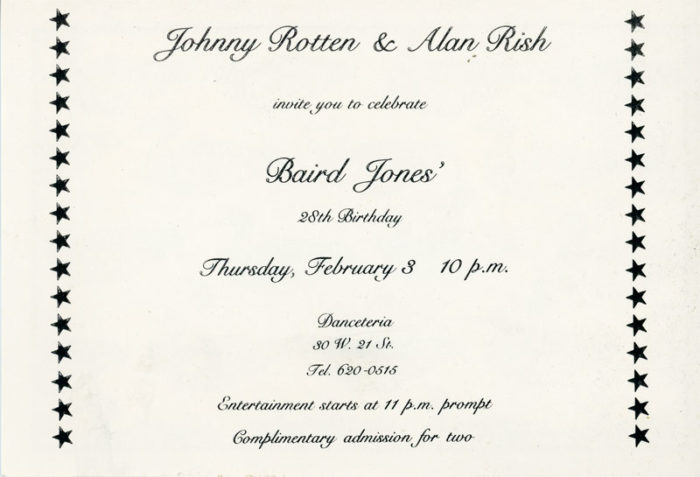 Johnny Rotten & Alan Rish
invite you to celebrate
Baird Jones'
28th Birthday
Thursday, February 3 10 p.m.
Danceteria
30 W. 21 St.
Tel. 620-0515
Entertainment starts at 11 p.m. prompt
Complimentary admission for two